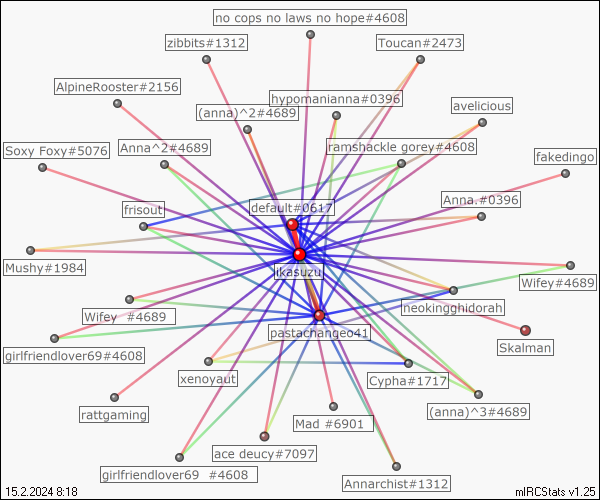 no cops no laws no hope#4608
zibbits#1312
Toucan#2473
AlpineRooster#2156
hypomanianna#0396
(anna)^2#4689
avelicious
Soxy Foxy#5076
Anna^2#4689
ramshackle gorey#4608
fakedingo
frisout
default#0617
Anna.#0396
Mushy#1984
jikasuzu
Wifey#4689
Wifey  #4689
neokingghidorah
pastachangeo41
girlfriendlover69#4608
Skalman
xenoyaut
Cypha#1717
rattgaming
(anna)^3#4689
Mad #6901
ace deucy#7097
girlfriendlover69  #4608
Annarchist#1312
15.2.2024 8:18
mIRCStats v1.25